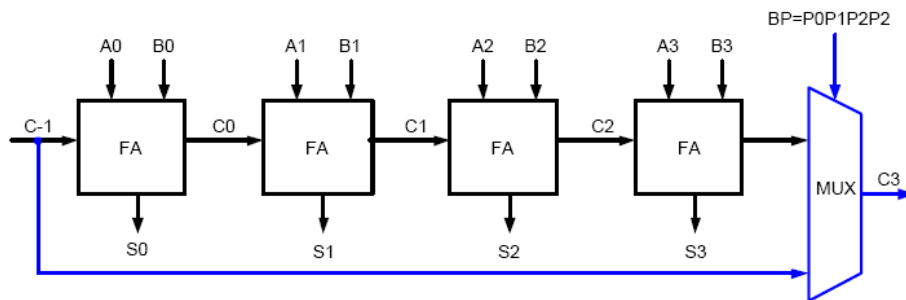 BP=P0P1P2P2
A0 B0 A1 B1 A2 B2 A3 B3
C-1 FA C0 FA C1 FA C2 FA MUX C3
S0 S1 S2 S3